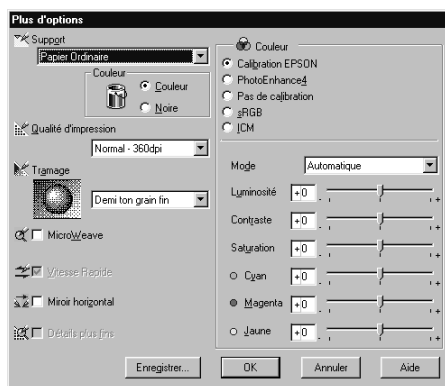 Plus d'options
Support
Papier Ordinaire
Couleur
Couleur
Noire
Qualité d'impression
Normal - 360dpi
Tramage
Demi ton grain fin
MicroWeave
Vitesse Rapide
Miroir horizontal
Détails plus fins
Couleur
Calibration EPSON
PhotoEnhance4
Pas de calibration
sRGB
ICM
Mode Automatique
Luminosité +0 - +
Contraste +0 - +
Saturation +0 - +
Cyan +0 - +
Magenta +0 - +
Jaune +0 - +
Enregistrer... OK Annuler Aide